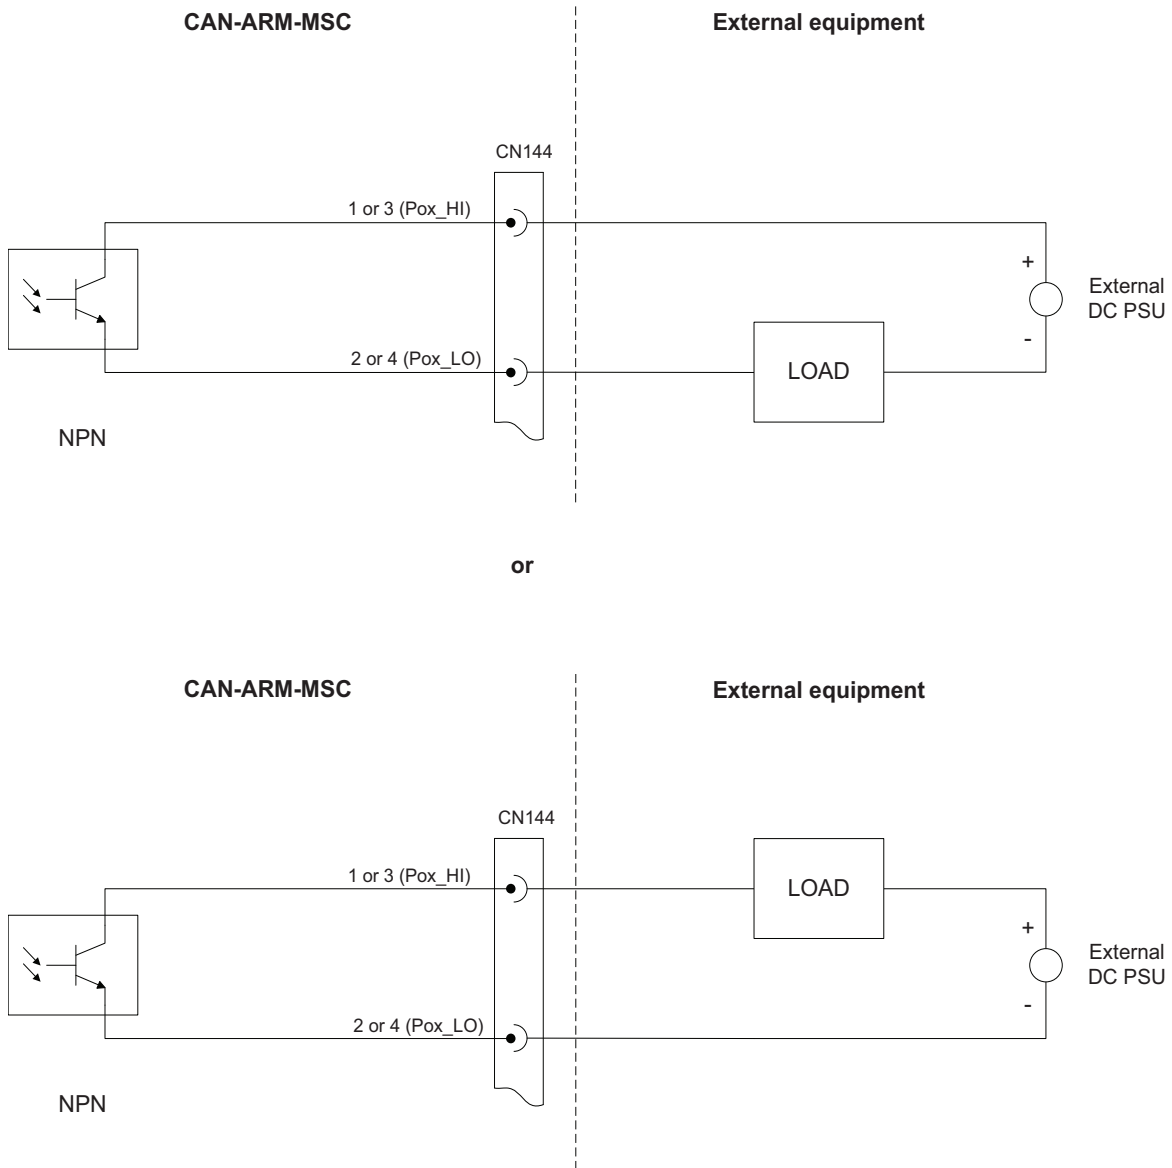 CAN-ARM-MSC
External equipment
CN144
1 or 3 (Pox_HI)
+
External
DC PSU
-
2 or 4 (Pox_LO)
LOAD
NPN
or
CAN-ARM-MSC
External equipment
CN144
1 or 3 (Pox_HI)
LOAD
+
External
DC PSU
-
2 or 4 (Pox_LO)
NPN